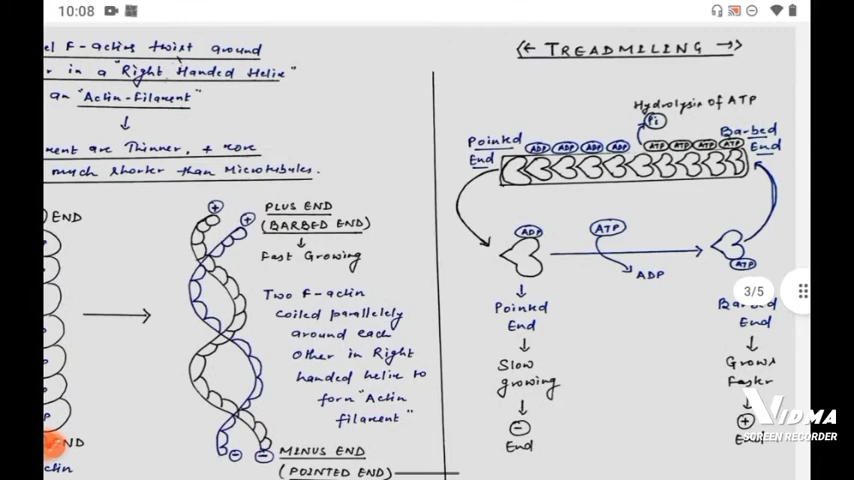 10:08
el F-actins twist around
r in a "Right Handed Helix"
an "Actin-Filament"
ment are Thinner, + more
much shorter than Microtubules.
END
END
ctin
+
+
PLUS END
(BARBED END)
Fast Growing
Two F-actin
coiled parallely
around each
Other in Right
handed helix to
form "Actin
filament"
MINUS END
(POINTED END)
TREADMILING
Hydrolysis of ATP
Pi
Pointed
End
ADP ADP ADP ADP
ATP ATP ATP ATP
Barbed
End
ADP
ATP
ADP
ATP
Pointed
End
Slow
growing
End
Barbed
End
Grows
Faster
+
End
3/5
VIDMA
SCREEN RECORDER